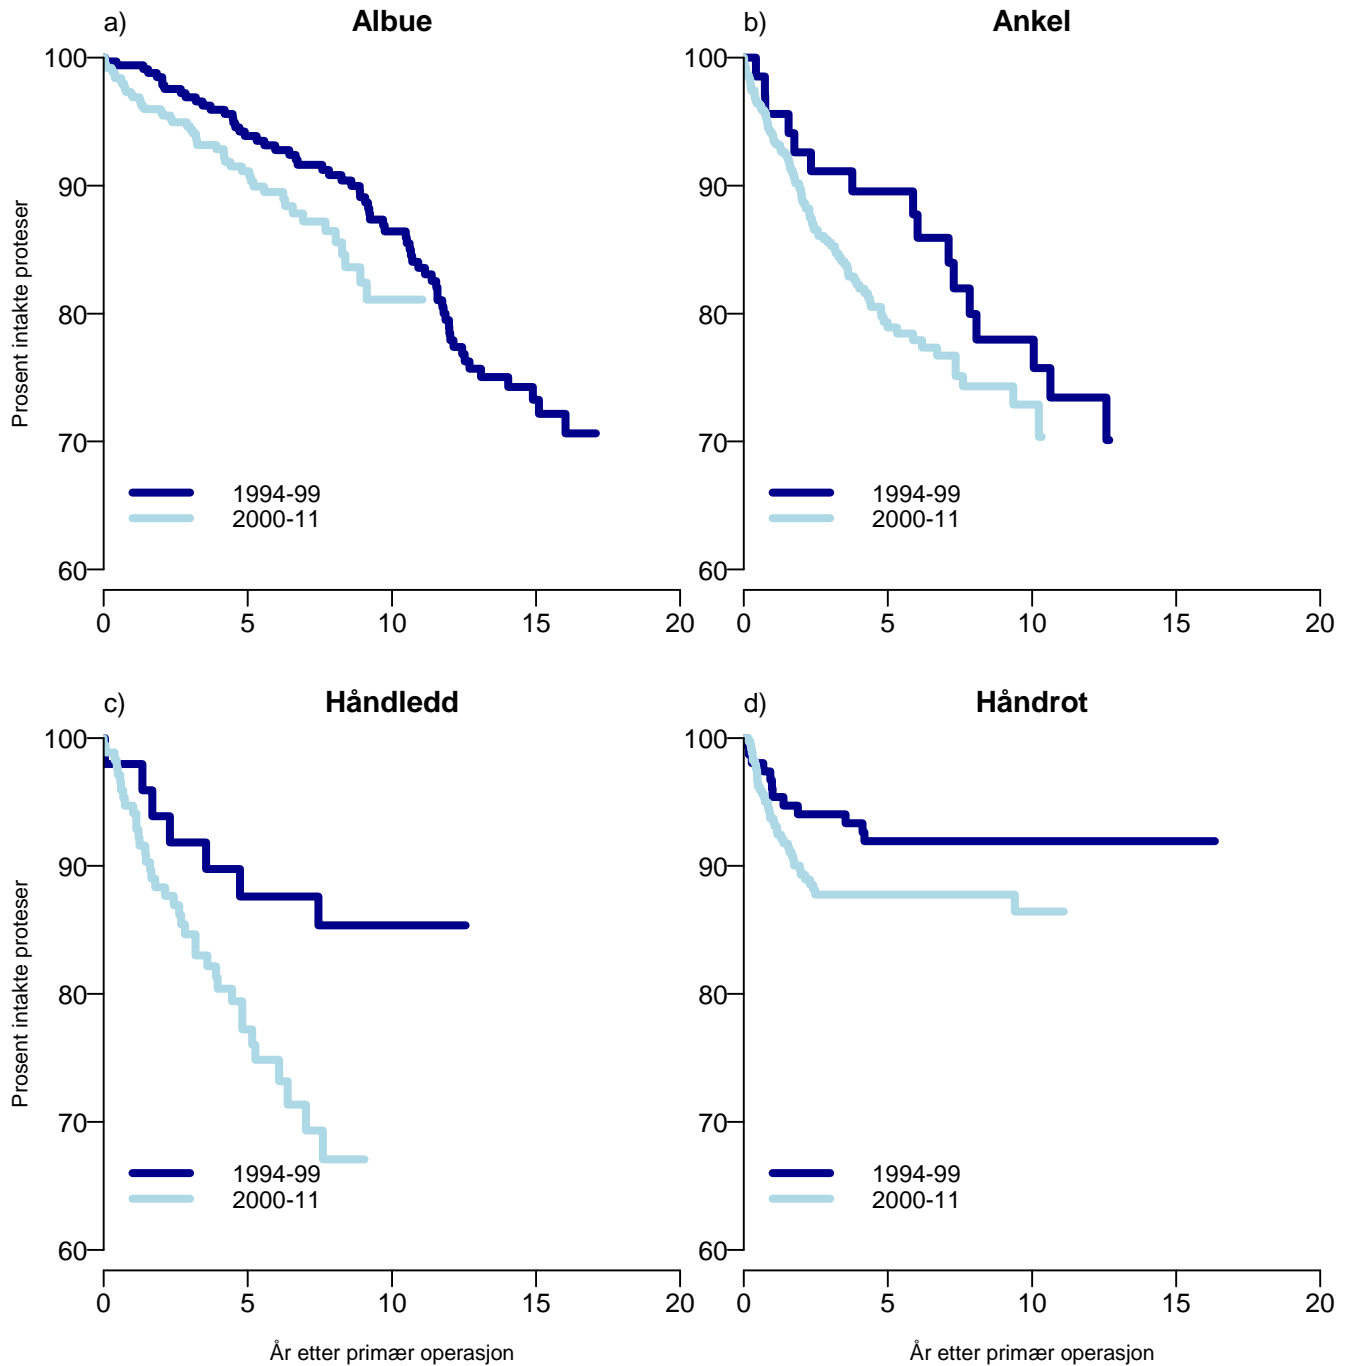 a) Albue
100
90
80
70
60
Prosent intakte proteser
1994-99
2000-11
0 5 10 15 20
b) Ankel
100
90
80
70
60
1994-99
2000-11
0 5 10 15 20
c) Håndledd
100
90
80
70
60
Prosent intakte proteser
1994-99
2000-11
0 5 10 15 20
År etter primær operasjon
d) Håndrot
100
90
80
70
60
1994-99
2000-11
0 5 10 15 20
År etter primær operasjon